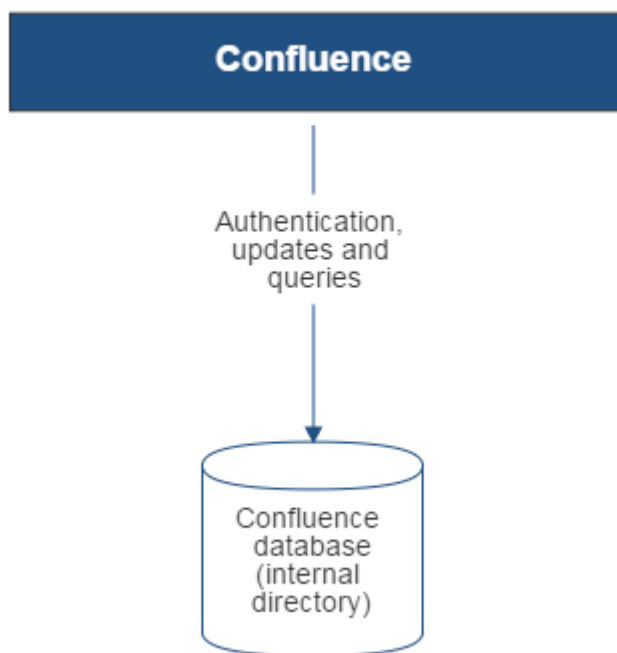 Confluence
Authentication,
updates and
queries
Confluence
database
(internal
directory)